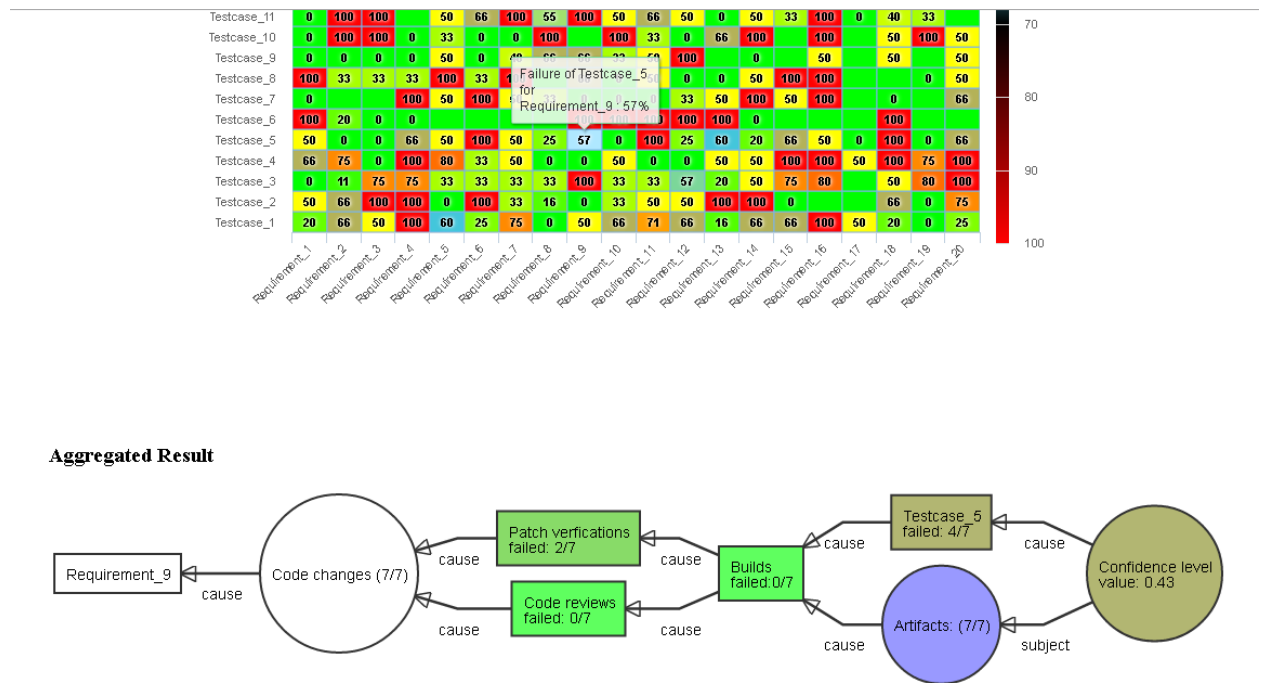 Testcase_11 0 100 100 50 66 100 55 100 50 66 50 0 50 33 100 0 40 33 70
Testcase_10 0 100 100 0 33 0 0 100 100 33 0 66 100 100 50 100 50
Testcase_9 0 0 0 0 50 0 100 0 0 50 50 50
Testcase_8 100 33 33 33 100 33 0 0 50 100 100 0 50
Testcase_7 0 100 50 100 33 50 100 50 100 0 66 80
Testcase_6 100 20 0 0 100 100 100 100 100 0 100
Testcase_5 50 0 0 66 50 100 50 25 57 0 100 25 60 20 66 50 0 100 0 66
Testcase_4 66 75 0 100 80 33 50 0 0 50 0 0 50 50 100 100 50 100 75 100
Testcase_3 0 11 75 75 33 33 33 33 100 33 33 57 20 50 75 80 50 80 100 90
Testcase_2 50 66 100 100 0 100 33 16 0 33 50 50 100 100 0 66 0 75
Testcase_1 20 66 50 100 60 25 75 0 50 66 71 66 16 66 66 100 50 20 0 25
100
Failure of Testcase_5
for
Requirement_9 : 57%
Requirement_1
Requirement_2
Requirement_3
Requirement_4
Requirement_5
Requirement_6
Requirement_7
Requirement_8
Requirement_9
Requirement_10
Requirement_11
Requirement_12
Requirement_13
Requirement_14
Requirement_15
Requirement_16
Requirement_17
Requirement_18
Requirement_19
Requirement_20
Aggregated Result
Requirement_9
cause
Code changes (7/7)
cause
cause
Patch verfications
failed: 2/7
Code reviews
failed: 0/7
cause
cause
Builds
failed:0/7
cause
cause
Testcase_5
failed: 4/7
Artifacts: (7/7)
cause
subject
Confidence level
value: 0.43